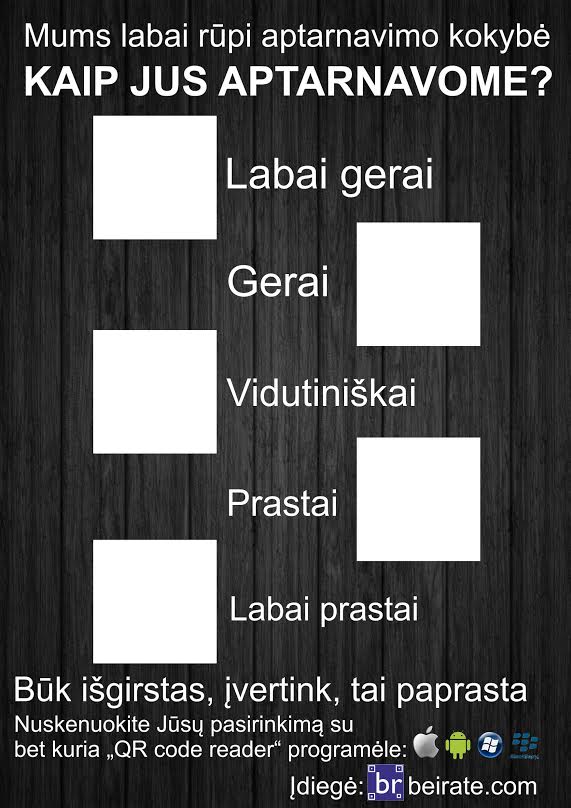 Mums labai rūpi aptarnavimo kokybė
KAIP JUS APTARNAVOME?
Labai gerai
Gerai
Vidutiniškai
Prastai
Labai prastai
Būk išgirstas, įvertink, tai paprasta
Nuskenuokite Jūsų pasirinkimą su
bet kuria „QR code reader“ programėle:
Įdiegė: br beirate.com